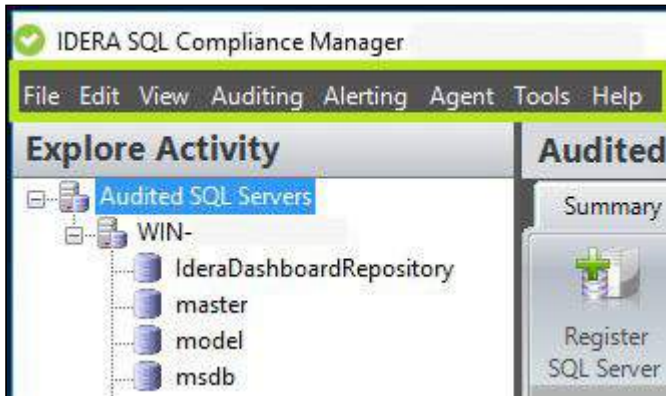 IDERA SQL Compliance Manager
File Edit View Auditing Alerting Agent Tools Help
Explore Activity
Audited
Audited SQL Servers
Summary
WIN-
IderaDashboardRepository
master
model
msdb
Register
SQL Server